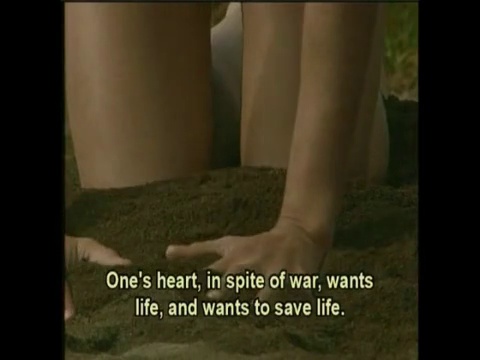 One's heart, in spite of war, wants
life, and wants to save life.